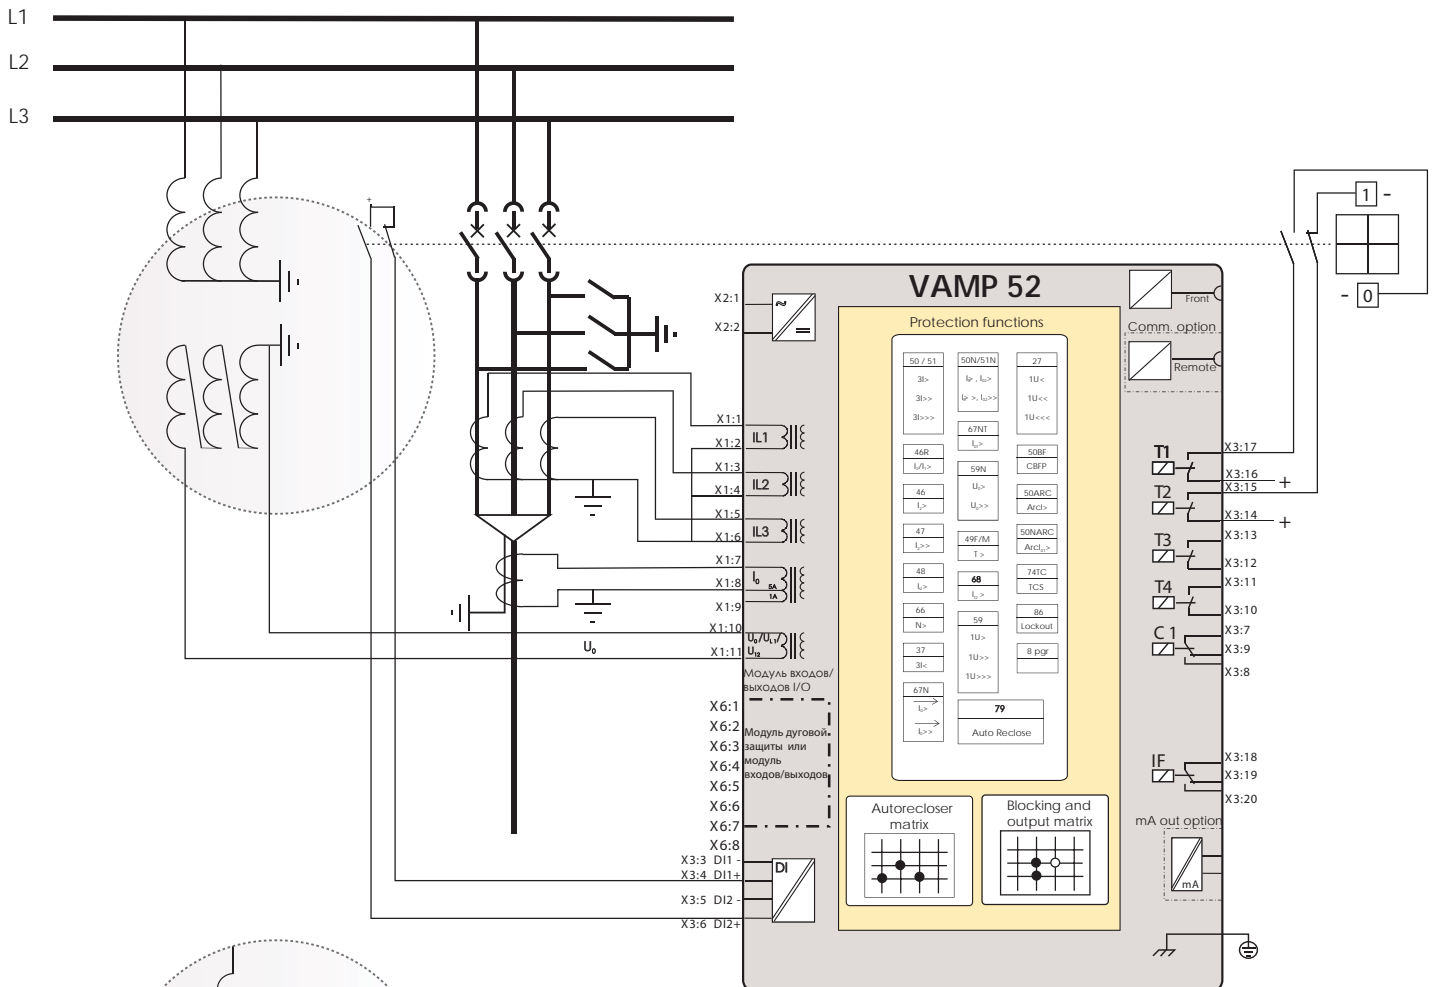 L1
L2
L3
+
1 -
- 0
VAMP 52
X2:1
X2:2
Front
Comm. option
Remote
Protection functions
50 / 51
3I>
3I>>
3I>>>
46R
I₂/I₁>
46
I₂>
47
I₂>>
48
66
N>
37
3I<
67N
I₀>
I₀>>
50N/51N
67NT
59N
U₀>
U₀>>
49F/M
T >
68
59
1U>
1U>>
1U>>>
79
Auto Reclose
27
1U<
1U<<
1U<<<
50BF
CBFP
50ARC
ArcI>
50NARC
ArcI₀₁>
74TC
TCS
86
Lockout
8 pgr
X1:1
X1:2
IL1
X1:3
X1:4
IL2
X1:5
X1:6
IL3
X1:7
X1:8
X1:9
I₀
5A
1A
X1:10
X1:11
U₀
U₀/UL1/
U12
Модуль входов/
выходов I/O
X6:1
X6:2
X6:3
X6:4
X6:5
X6:6
X6:7
X6:8
Модуль дуговой
защиты или
модуль
входов/выходов
X3:3 DI1 -
X3:4 DI1+
X3:5 DI2 -
X3:6 DI2+
DI
Autorecloser
matrix
Blocking and
output matrix
T1
X3:17
X3:16
+
T2
X3:15
X3:14
+
T3
X3:13
X3:12
T4
X3:11
X3:10
C 1
X3:7
X3:9
X3:8
IF
X3:18
X3:19
X3:20
mA out option
mA